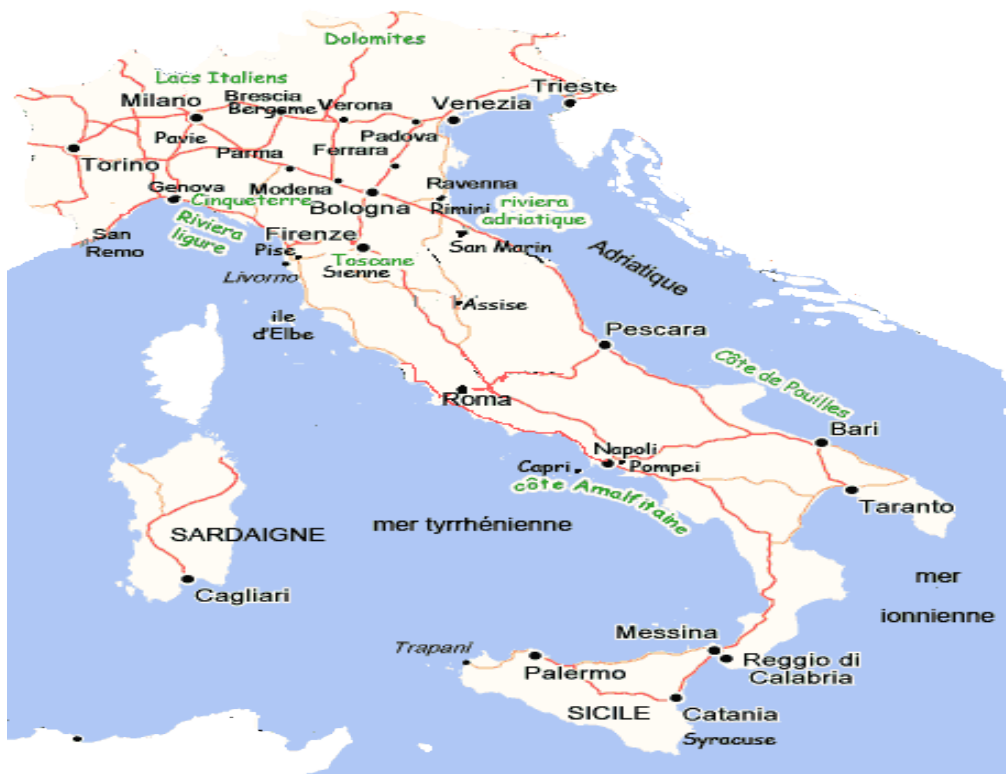 Dolomites
Lacs Italiens
Trieste
Milano
Brescia
Bergame
Verona
Venezia
Padova
Pavie
Torino
Parma
Ferrara
Genova
Modena
Ravenna
Cinqueterre
Bologna
Rimini
riviera
adriatique
Riviera
ligure
San
Remo
Firenze
San Marin
Pise
Toscane
Sienne
Livorno
Adriatique
Assise
ile
d'Elbe
Pescara
Côte de Pouilles
Roma
Bari
Napoli
Capri
Pompei
côte Amalfitaine
Taranto
mer tyrrhénienne
SARDAIGNE
Cagliari
mer
ionnienne
Messina
Trapani
Reggio di
Calabria
Palermo
SICILE
Catania
Syracuse